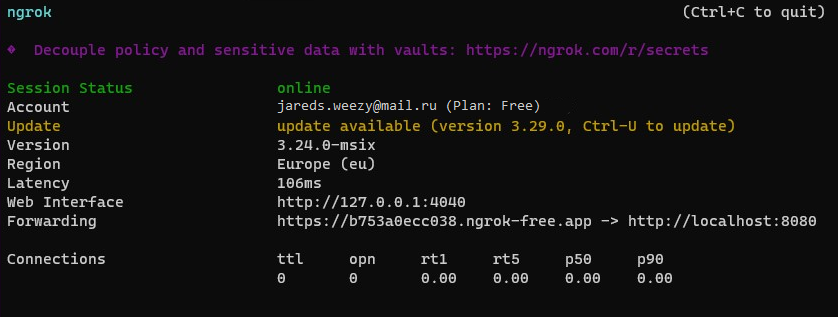 ngrok (Ctrl+C to quit)
� Decouple policy and sensitive data with vaults: https://ngrok.com/r/secrets
Session Status online
Account jareds.weezy@mail.ru (Plan: Free)
Update update available (version 3.29.0, Ctrl-U to update)
Version 3.24.0-msix
Region Europe (eu)
Latency 106ms
Web Interface http://127.0.0.1:4040
Forwarding https://b753a0ecc038.ngrok-free.app -> http://localhost:8080
Connections ttl opn rt1 rt5 p50 p90
0 0 0.00 0.00 0.00 0.00